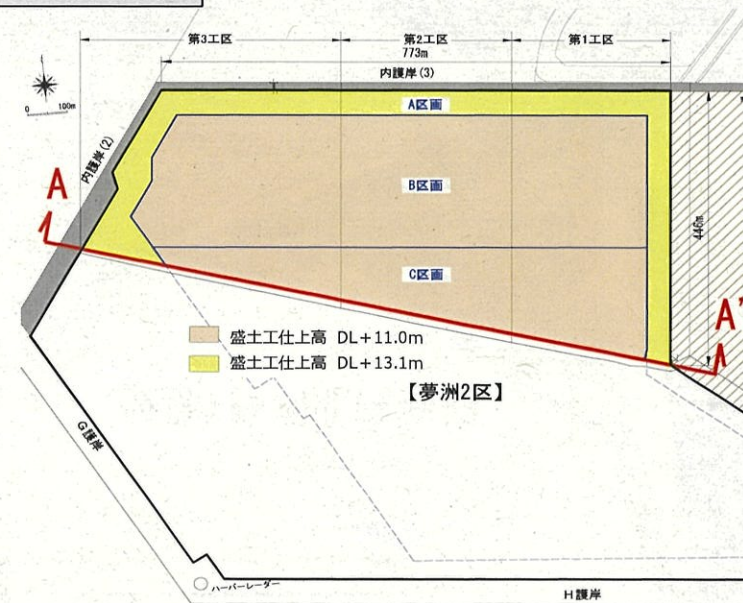 第3工区 第2工区 第1工区
773m
内護岸(3)
0 100m
A区画
内護岸(2)
A
B区画
446m
C区画
A'
盛土工仕上高 DL+11.0m
盛土工仕上高 DL+13.1m
【夢洲2区】
G護岸
ハーバーレーダー
H護岸